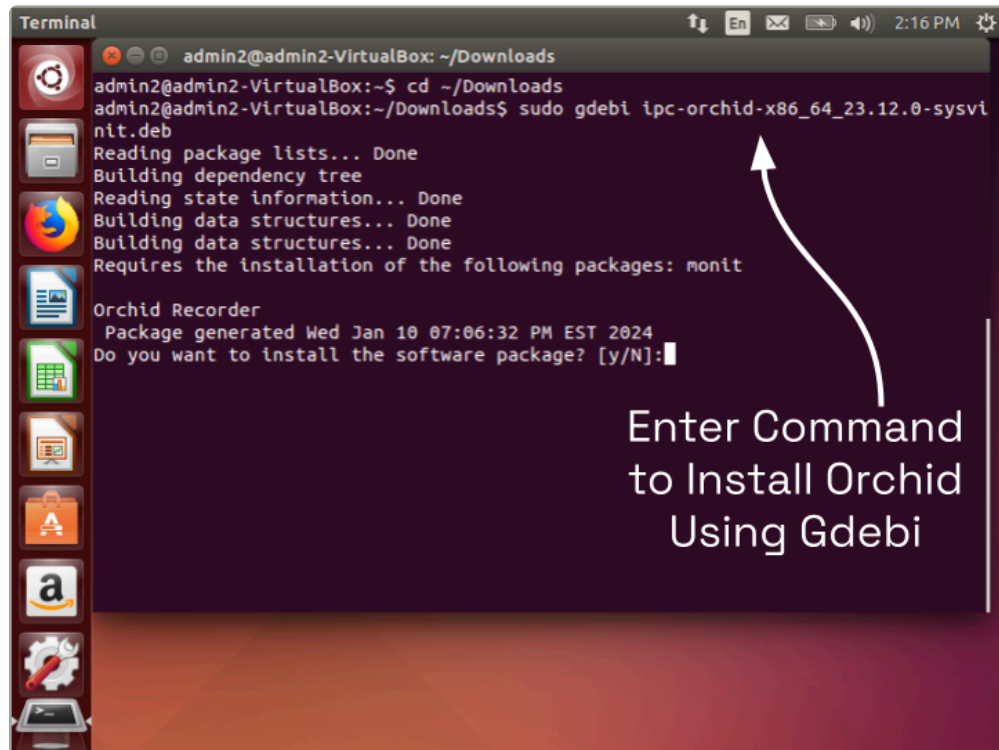 Terminal
En
2:16 PM
admin2@admin2-VirtualBox: ~/Downloads
admin2@admin2-VirtualBox:~$ cd ~/Downloads
admin2@admin2-VirtualBox:~/Downloads$ sudo gdebi ipc-orchid-x86_64_23.12.0-sysvi
nit.deb
Reading package lists... Done
Building dependency tree
Reading state information... Done
Building data structures... Done
Building data structures... Done
Requires the installation of the following packages: monit
Orchid Recorder
Package generated Wed Jan 10 07:06:32 PM EST 2024
Do you want to install the software package? [y/N]:
Enter Command
to Install Orchid
Using Gdebi
A
a
>_